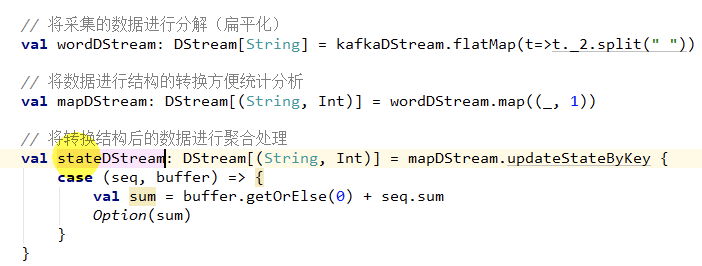 // 将采集的数据进行分解（扁平化）
val wordDStream: DStream[String] = kafkaDStream.flatMap(t=>t._2.split(" "))
// 将数据进行结构的转换方便统计分析
val mapDStream: DStream[(String, Int)] = wordDStream.map((_, 1))
// 将转换结构后的数据进行聚合处理
val stateDStream: DStream[(String, Int)] = mapDStream.updateStateByKey {
case (seq, buffer) => {
val sum = buffer.getOrElse(0) + seq.sum
Option(sum)
}
}